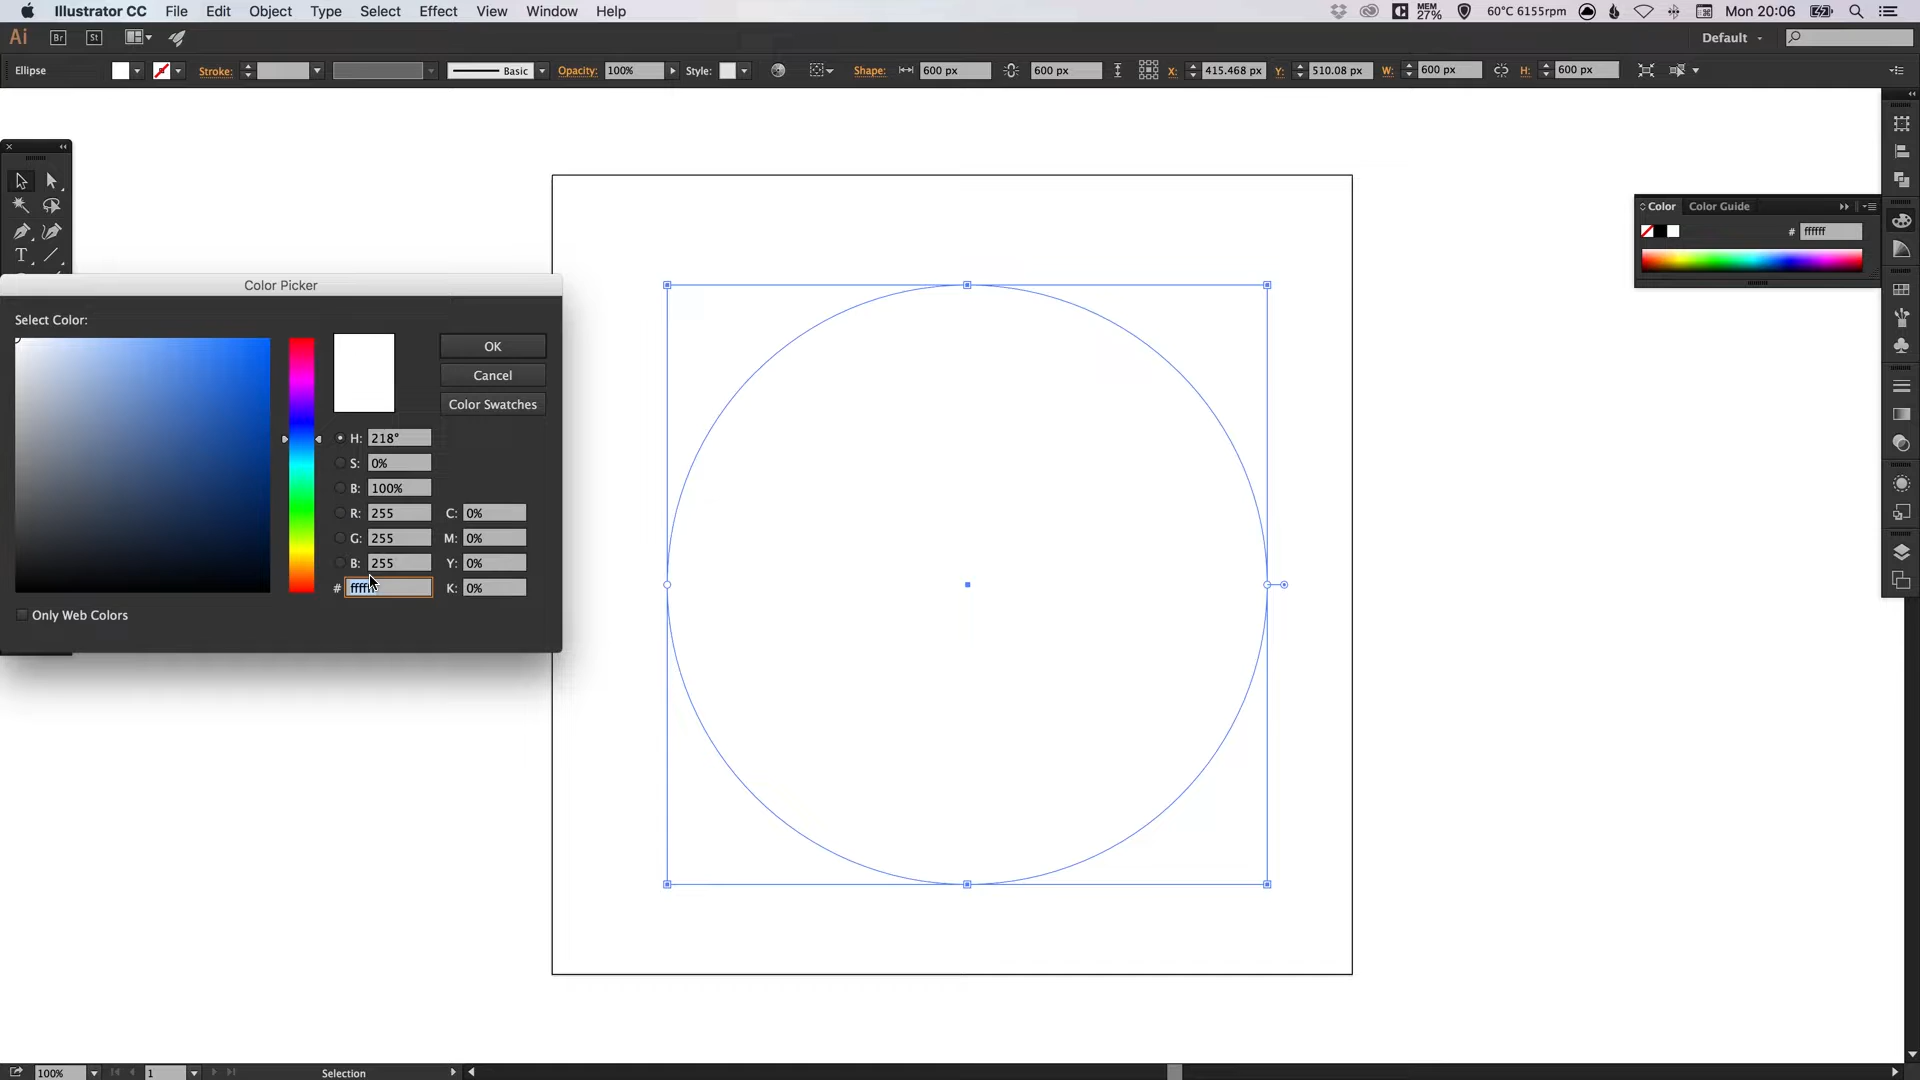 Illustrator CC File Edit Object Type Select Effect View Window Help MEM 27% 60°C 6155rpm Mon 20:06
Ai Br St Default
Ellipse Stroke: Basic Opacity: 100% Style: Shape: 600 px 600 px X: 415.468 px Y: 510.08 px W: 600 px H: 600 px
T
Color Color Guide
# ffffff
Color Picker
Select Color:
OK
Cancel
Color Swatches
H: 218°
S: 0%
B: 100%
R: 255 C: 0%
G: 255 M: 0%
B: 255 Y: 0%
# ffffff K: 0%
Only Web Colors
100% 1 Selection